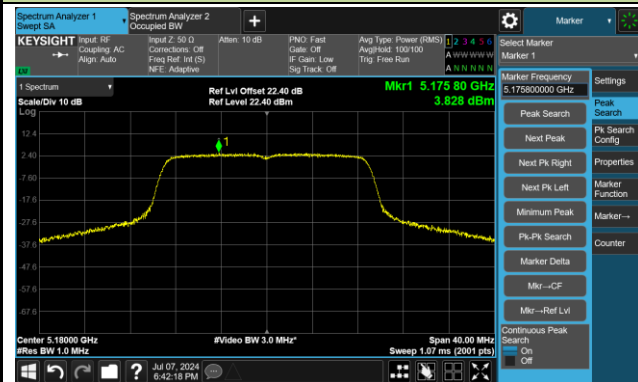 Spectrum Analyzer 1
Swept SA
Spectrum Analyzer 2
Occupied BW
+
Marker
KEYSIGHT
Input: RF
Coupling: AC
Align: Auto
Input Z: 50 Ω
Corrections: Off
Freq Ref: Int (S)
NFE: Adaptive
Atten: 10 dB
PNO: Fast
Gate: Off
IF Gain: Low
Sig Track: Off
Avg Type: Power (RMS)
Avg|Hold: 100/100
Trig: Free Run
1 2 3 4 5 6
A W W W W W
A N N N N N
LXI
Select Marker
Marker 1
1 Spectrum
Scale/Div 10 dB
Ref Lvl Offset 22.40 dB
Ref Level 22.40 dBm
Mkr1 5.175 80 GHz
3.828 dBm
Log
12.4
2.40
-7.60
-17.6
-27.6
-37.6
-47.6
-57.6
-67.6
1
Center 5.18000 GHz
#Res BW 1.0 MHz
#Video BW 3.0 MHz*
Span 40.00 MHz
Sweep 1.07 ms (2001 pts)
Marker Frequency
5.175800000 GHz
Peak Search
Next Peak
Next Pk Right
Next Pk Left
Minimum Peak
Pk-Pk Search
Marker Delta
Mkr→CF
Mkr→Ref Lvl
Continuous Peak
Search
On
Off
Settings
Peak
Search
Pk Search
Config
Properties
Marker
Function
Marker→
Counter
?
Jul 07, 2024
6:42:18 PM